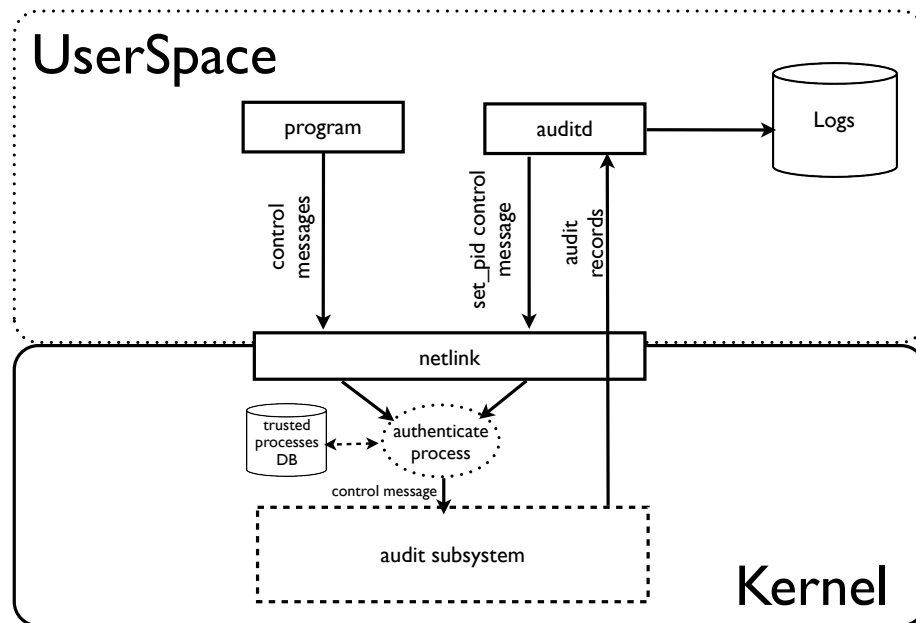 UserSpace
program
auditd
Logs
control
messages
set_pid control
message
audit
records
netlink
trusted
processes
DB
authenticate
process
control message
audit subsystem
Kernel